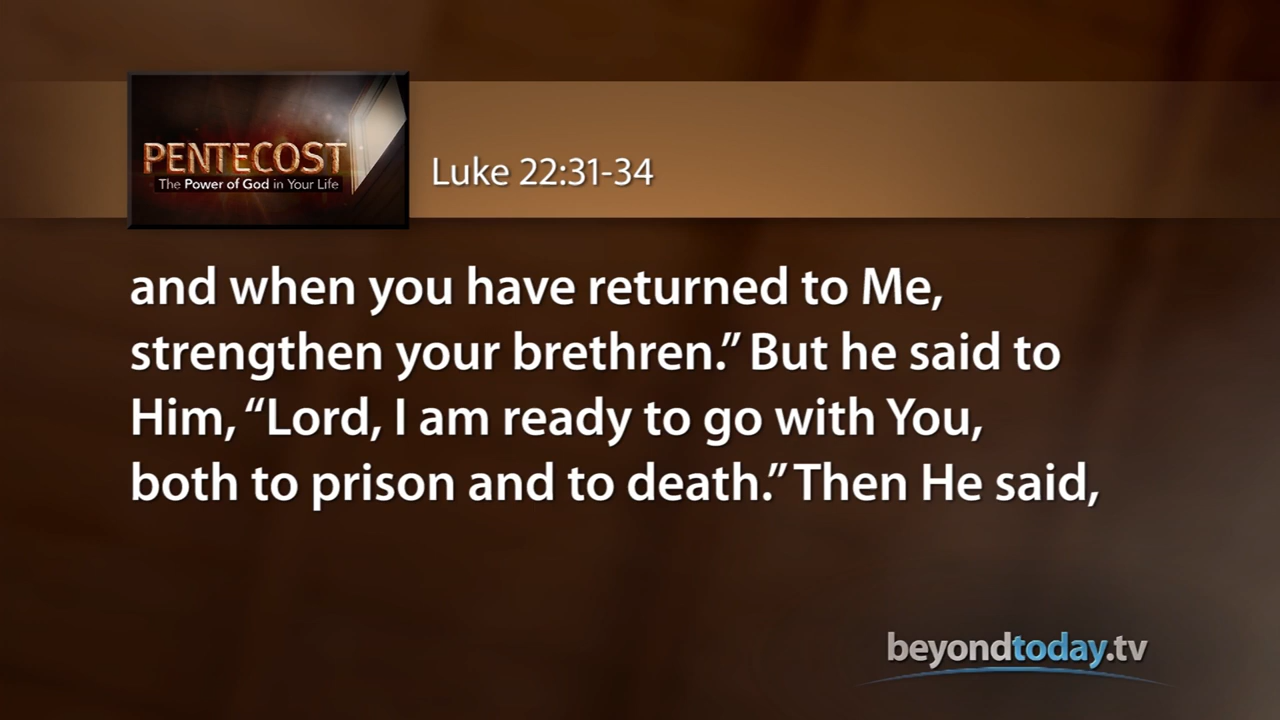 PENTECOST
The Power of God in Your Life
Luke 22:31-34
and when you have returned to Me,
strengthen your brethren.” But he said to
Him, “Lord, I am ready to go with You,
both to prison and to death.” Then He said,
beyondtoday.tv